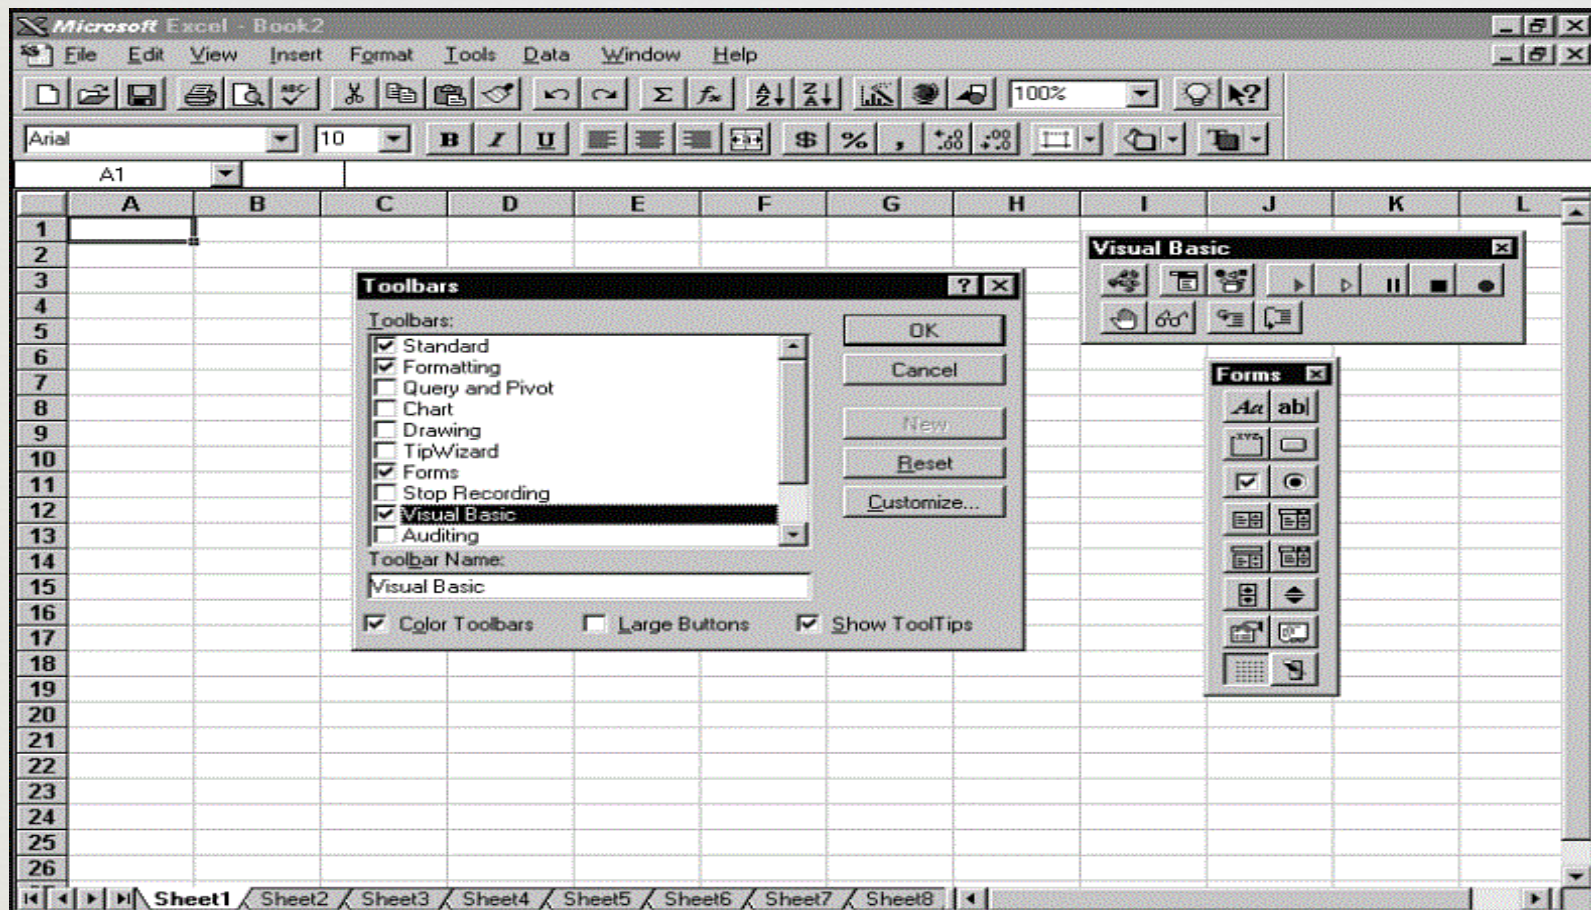 Microsoft Excel - Book2
File Edit View Insert Format Tools Data Window Help
100%
Arial 10 B I U $ % ,
A1
A B C D E F G H I J K L
1
2
Visual Basic
3
Toolbars
4
Toolbars:
5
OK
Standard
6
Formatting
Cancel
Forms
7
Query and Pivot
8
Chart
Aa ab|
9
Drawing
New
10
TipWizard
XYZ
11
Forms
Reset
12
Stop Recording
Customize...
13
Visual Basic
Auditing
14
Toolbar Name:
15
Visual Basic
16
Color Toolbars Large Buttons Show ToolTips
17
18
19
20
21
22
23
24
25
26
Sheet1 Sheet2 Sheet3 Sheet4 Sheet5 Sheet6 Sheet7 Sheet8